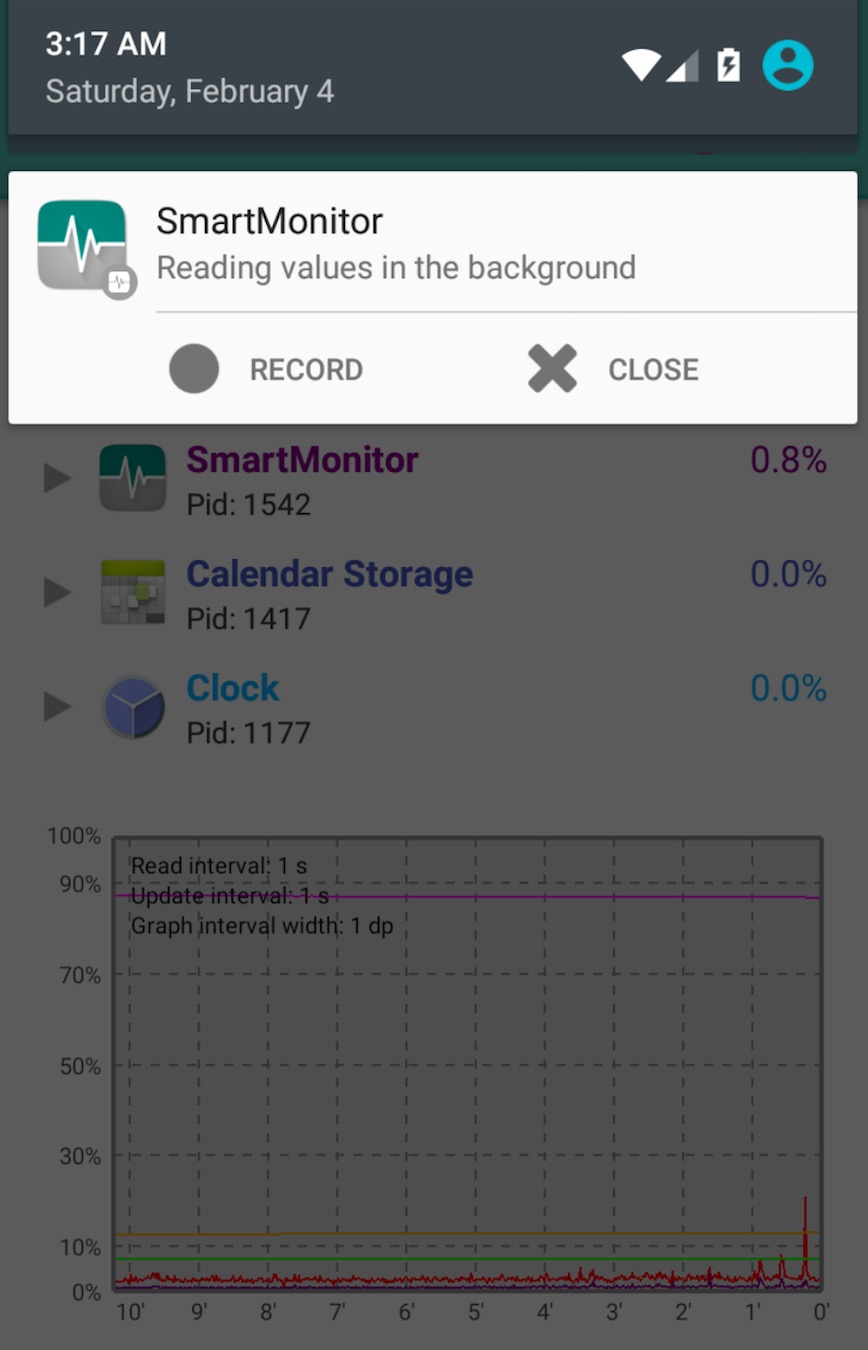 3:17 AM
Saturday, February 4
SmartMonitor
Reading values in the background
RECORD CLOSE
SmartMonitor 0.8%
Pid: 1542
Calendar Storage 0.0%
Pid: 1417
Clock 0.0%
Pid: 1177
100%
Read interval: 1 s
90%
Update interval: 1 s
Graph interval width: 1 dp
70%
50%
30%
10%
0%
10' 9' 8' 7' 6' 5' 4' 3' 2' 1' 0'